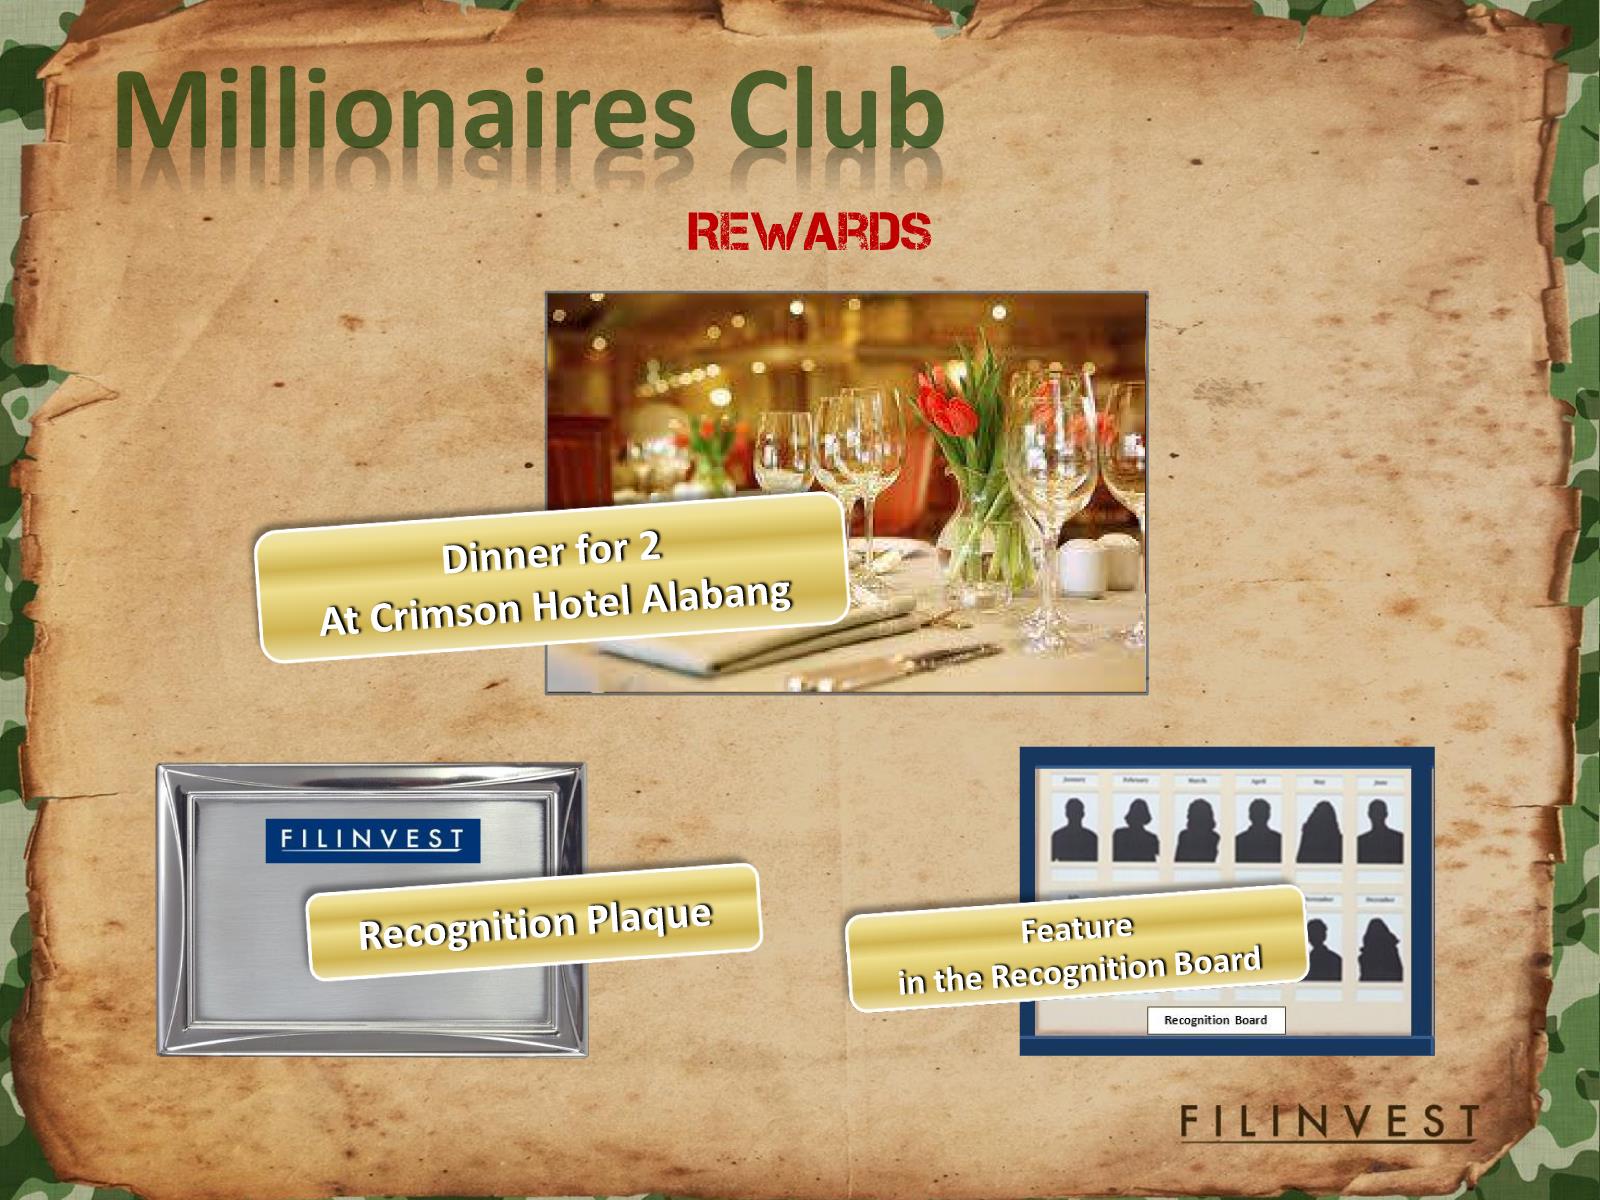 Millionaires Club
REWARDS
Dinner for 2
At Crimson Hotel Alabang
FILINVEST
Recognition Plaque
January February March April May June
November December
Feature
in the Recognition Board
Recognition Board
FILINVEST